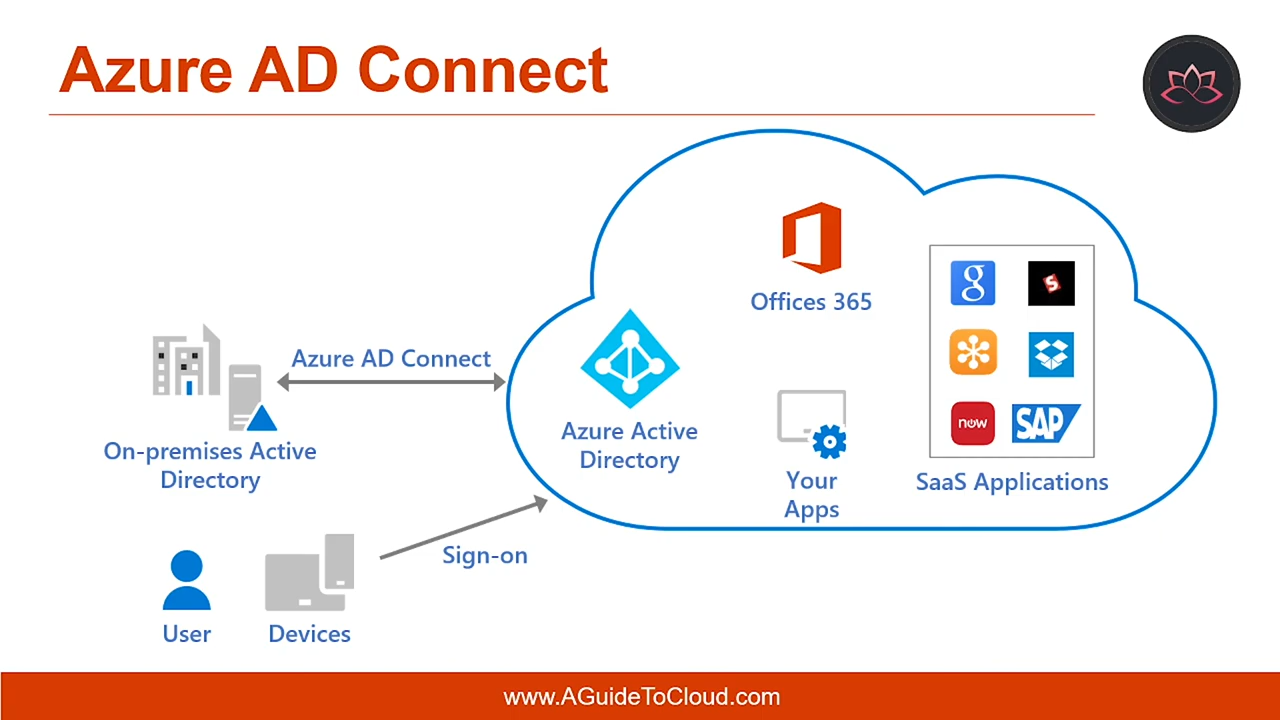 Azure AD Connect
Offices 365
g
S
Azure AD Connect
On-premises Active
Directory
Azure Active
Directory
now
SAP
Your
Apps
SaaS Applications
Sign-on
User
Devices
www.AGuideToCloud.com